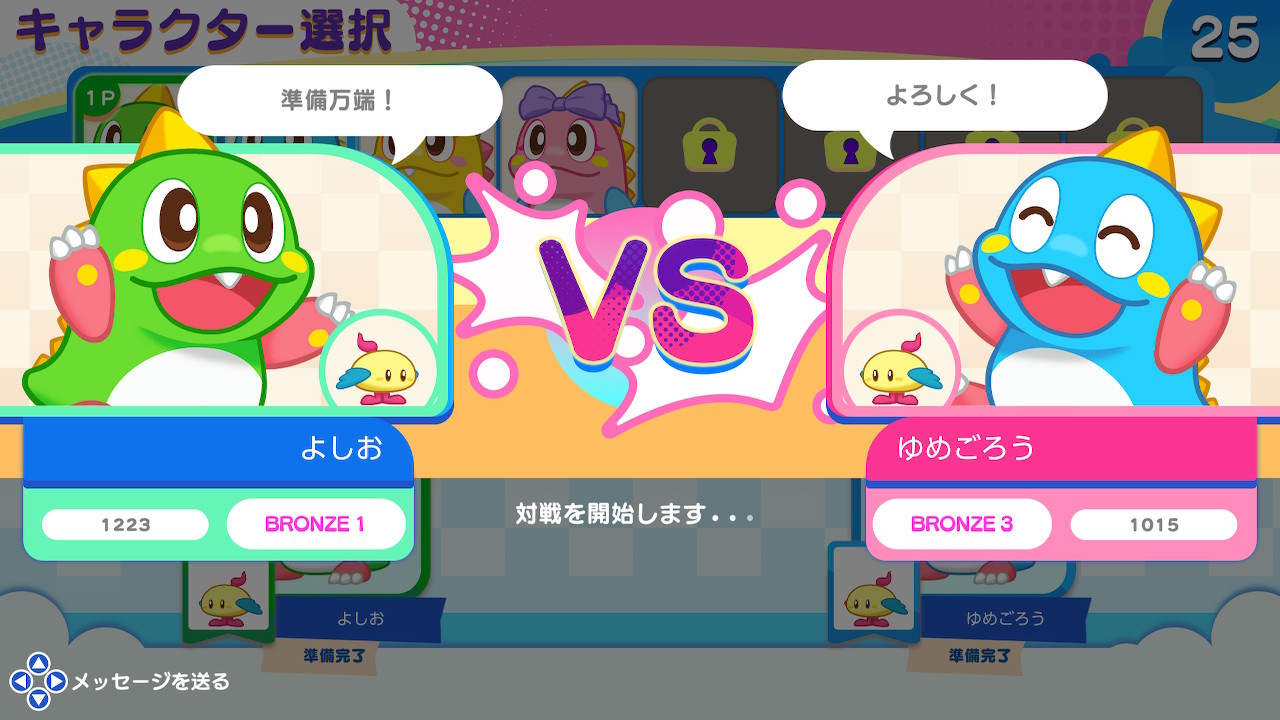 キャラクター選択
25
1P
準備万端！
よろしく！
VS
よしお
ゆめごろう
1223
BRONZE 1
BRONZE 3
1015
対戦を開始します...
よしお
ゆめごろう
準備完了
準備完了
メッセージを送る